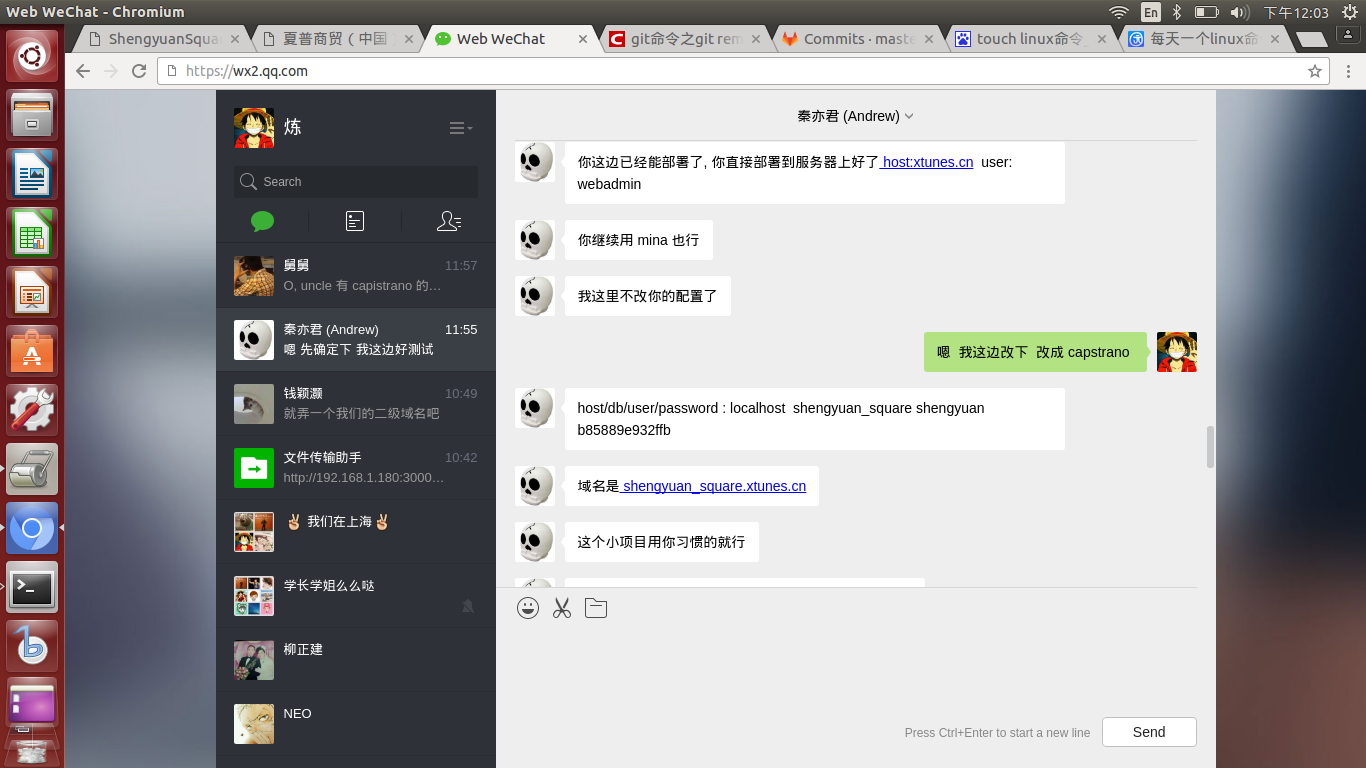 Web WeChat - Chromium
En
下午12:03
ShengyuanSqua
夏普商贸（中国
Web WeChat
git命令之git rem
Commits · maste
touch linux命令
每天一个linux命
https://wx2.qq.com
炼
Search
舅舅 11:57
O, uncle 有 capistrano 的…
秦亦君 (Andrew) 11:55
嗯 先确定下 我这边好测试
钱颖灏 10:49
就弄一个我们的二级域名吧
文件传输助手 10:42
http://192.168.1.180:3000…
我们在上海
学长学姐么么哒
柳正建
NEO
秦亦君 (Andrew)
你这边已经能部署了, 你直接部署到服务器上好了 host:xtunes.cn user:
webadmin
你继续用 mina 也行
我这里不改你的配置了
嗯 我这边改下 改成 capstrano
host/db/user/password : localhost shengyuan_square shengyuan
b85889e932ffb
域名是 shengyuan_square.xtunes.cn
这个小项目用你习惯的就行
Press Ctrl+Enter to start a new line
Send